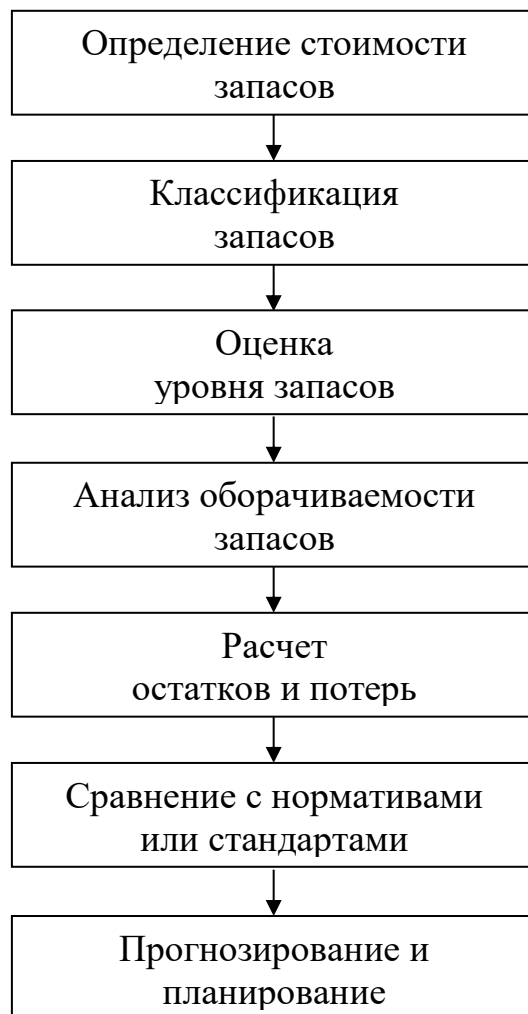 Определение стоимости
запасов
Классификация
запасов
Оценка
уровня запасов
Анализ оборачиваемости
запасов
Расчет
остатков и потерь
Сравнение с нормативами
или стандартами
Прогнозирование и
планирование